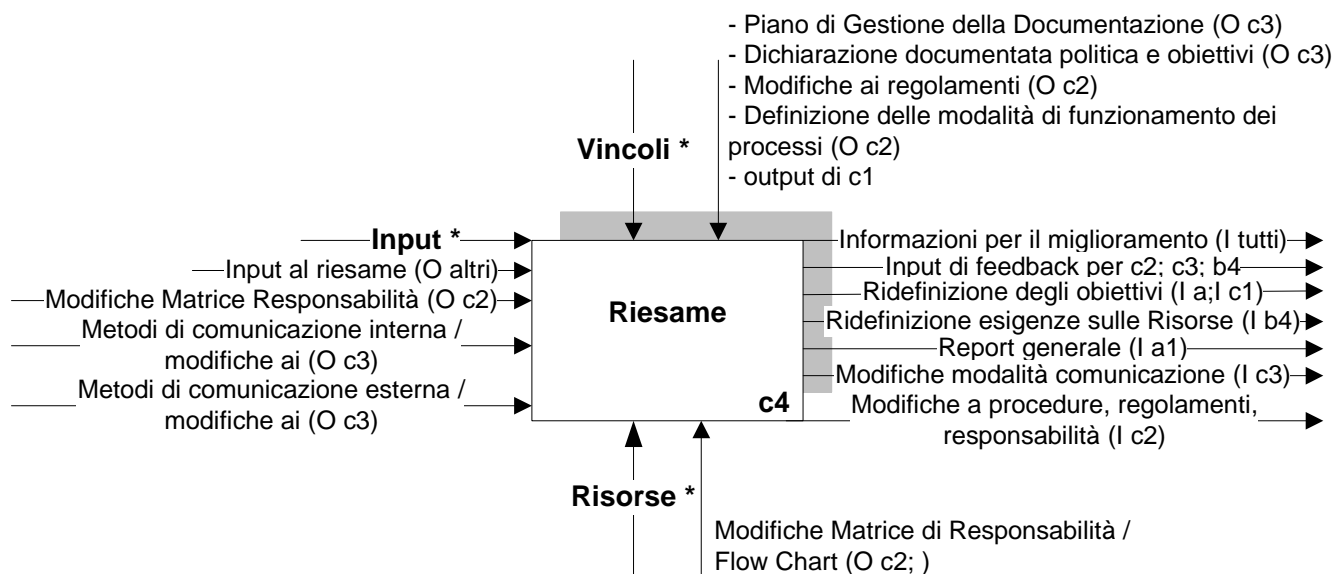 - Piano di Gestione della Documentazione (O c3)
- Dichiarazione documentata politica e obiettivi (O c3)
- Modifiche ai regolamenti (O c2)
- Definizione delle modalità di funzionamento dei
processi (O c2)
- output di c1
Vincoli *
Input *
Input al riesame (O altri)
Modifiche Matrice Responsabilità (O c2)
Metodi di comunicazione interna /
modifiche ai (O c3)
Metodi di comunicazione esterna /
modifiche ai (O c3)
Riesame
c4
Informazioni per il miglioramento (I tutti)
Input di feedback per c2; c3; b4
Ridefinizione degli obiettivi (I a;I c1)
Ridefinizione esigenze sulle Risorse (I b4)
Report generale (I a1)
Modifiche modalità comunicazione (I c3)
Modifiche a procedure, regolamenti,
responsabilità (I c2)
Risorse *
Modifiche Matrice di Responsabilità /
Flow Chart (O c2; )